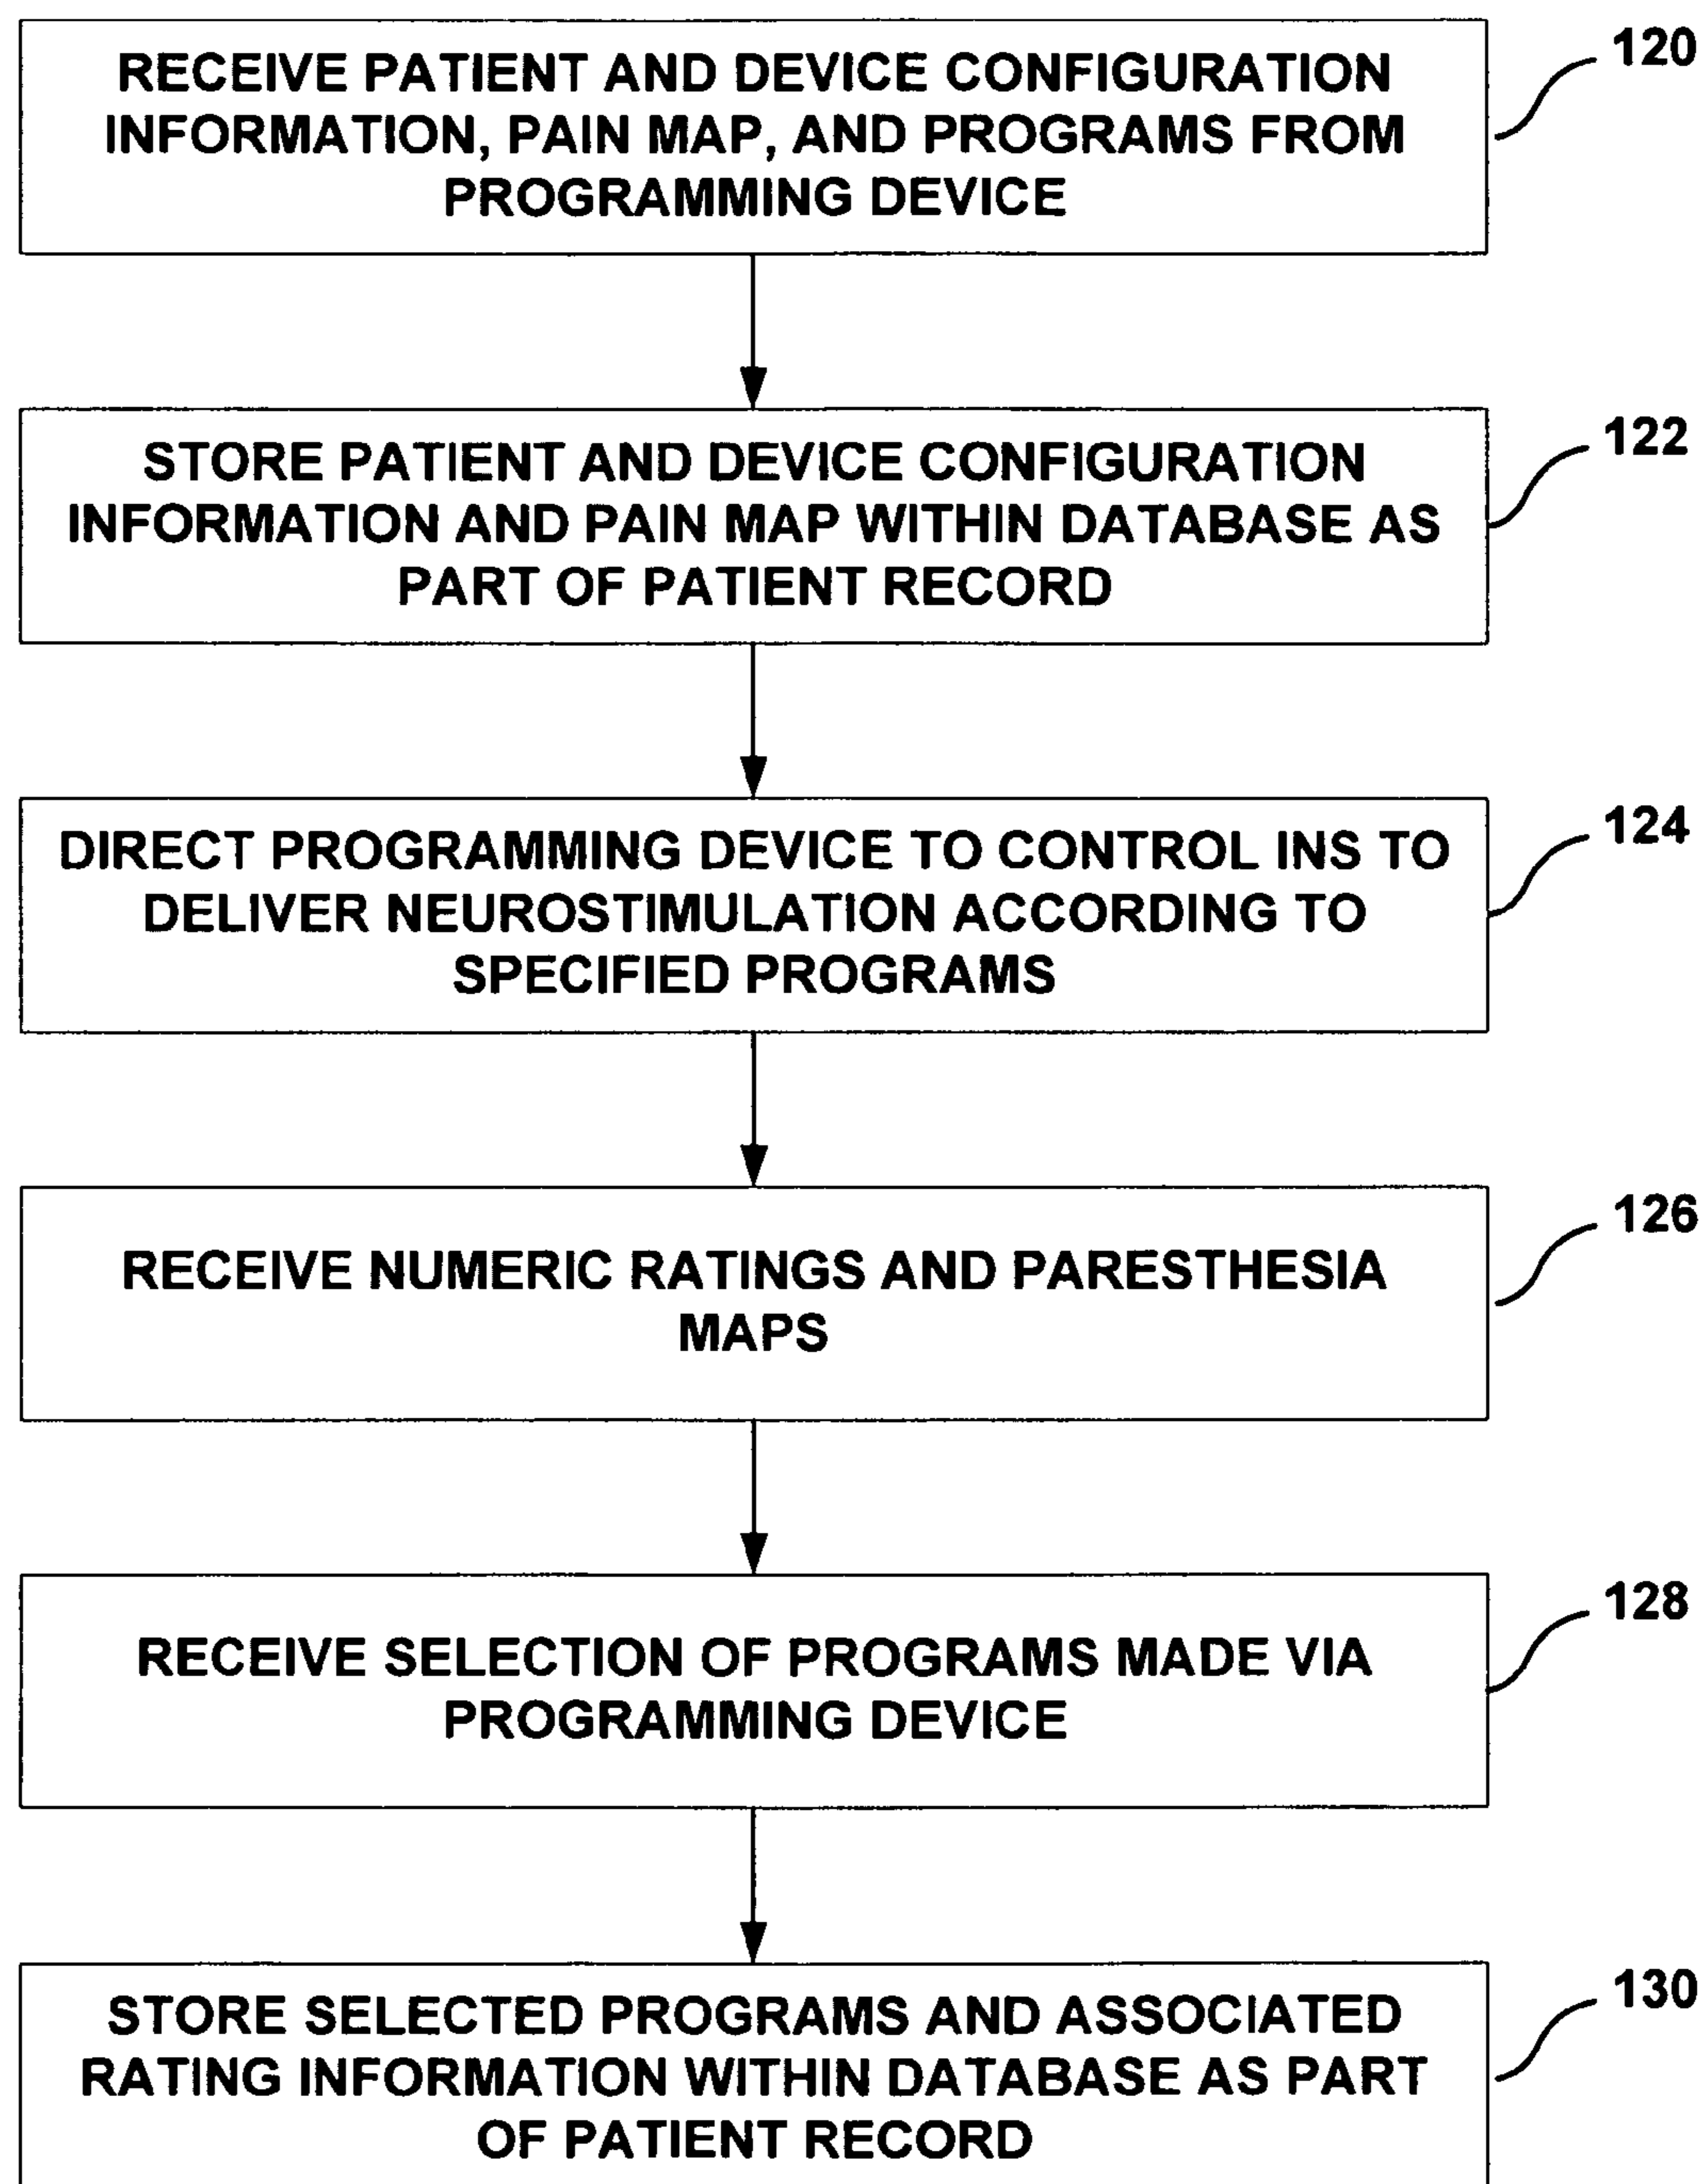 RECEIVE PATIENT AND DEVICE CONFIGURATION
INFORMATION, PAIN MAP, AND PROGRAMS FROM
PROGRAMMING DEVICE
120
STORE PATIENT AND DEVICE CONFIGURATION
INFORMATION AND PAIN MAP WITHIN DATABASE AS
PART OF PATIENT RECORD
122
DIRECT PROGRAMMING DEVICE TO CONTROL INS TO
DELIVER NEUROSTIMULATION ACCORDING TO
SPECIFIED PROGRAMS
124
RECEIVE NUMERIC RATINGS AND PARESTHESIA
MAPS
126
RECEIVE SELECTION OF PROGRAMS MADE VIA
PROGRAMMING DEVICE
128
STORE SELECTED PROGRAMS AND ASSOCIATED
RATING INFORMATION WITHIN DATABASE AS PART
OF PATIENT RECORD
130